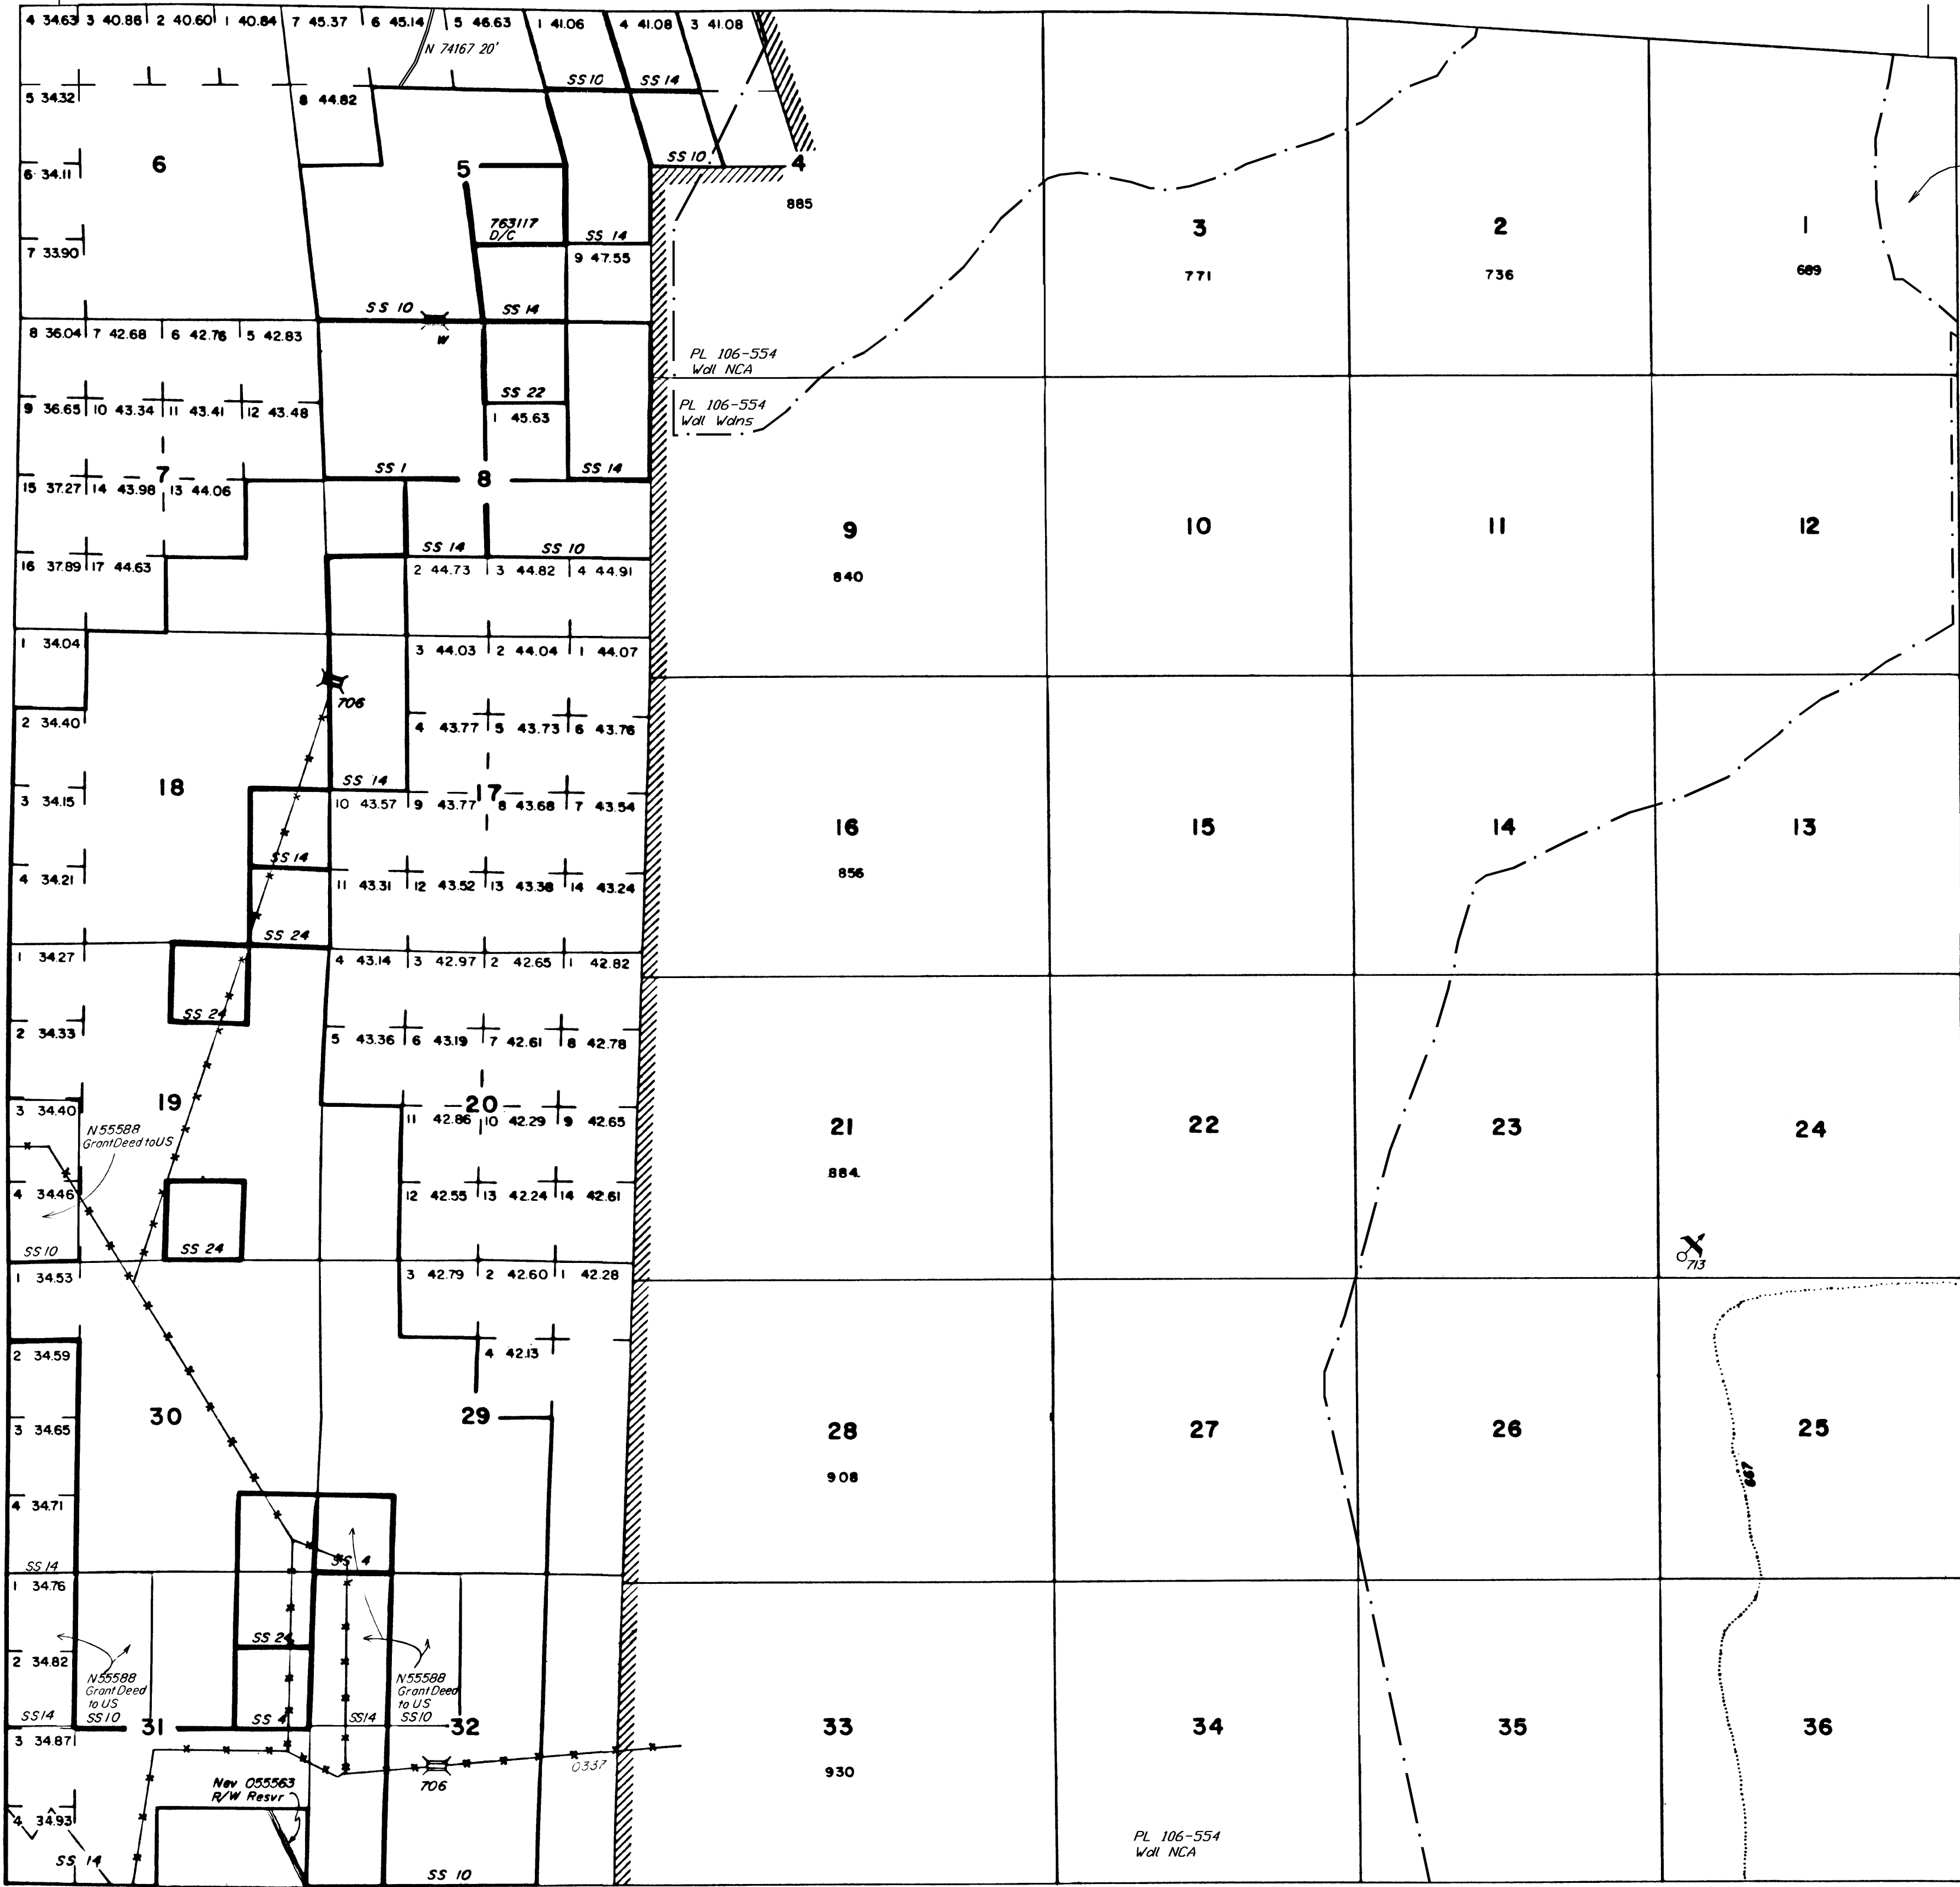 4 34.63 3 40.86 2 40.60 1 40.84 7 45.37 6 45.14 5 46.63 1 41.06 4 41.08 3 41.08
N 74167 20'
SS 10 SS 14
5 34.32 8 44.82
6 34.11 6 5 SS 10 4
885
763117
D/C
SS 14
3 2 1
7 33.90 9 47.55
771 736 689
SS 10 SS 14
8 36.04 7 42.68 6 42.76 5 42.83
W
PL 106-554
Wdl NCA
SS 22
PL 106-554
Wdl Wdns
9 36.65 10 43.34 11 43.41 12 43.48 1 45.63
SS 1 SS 14
7 8
15 37.27 14 43.98 13 44.06
9 10 11 12
SS 14 SS 10
16 37.89 17 44.63 2 44.73 3 44.82 4 44.91
840
1 34.04 3 44.03 2 44.04 1 44.07
706
2 34.40 4 43.77 5 43.73 6 43.76
SS 14
18 17
3 34.15 10 43.57 9 43.77 8 43.68 7 43.54
16 15 14 13
SS 14
856
4 34.21 11 43.31 12 43.52 13 43.38 14 43.24
SS 24
1 34.27 4 43.14 3 42.97 2 42.65 1 42.82
SS 24
2 34.33 5 43.36 6 43.19 7 42.61 8 42.78
19 20
3 34.40 11 42.86 10 42.29 9 42.65
N 55588
Grant Deed to US
21 22 23 24
884
4 34.46 12 42.55 13 42.24 14 42.61
SS 10 SS 24
713
1 34.53 3 42.79 2 42.60 1 42.28
2 34.59 4 42.13
30 29
3 34.65
28 27 26 25
908
667
4 34.71
SS 14 SS 4
1 34.76
SS 24
2 34.82
N 55588
Grant Deed
to US
SS 10
N 55588
Grant Deed
to US
SS 10
SS 14 SS 4 SS 14
31 32 33 34 35 36
3 34.87
0337
930
706
Nev 055563
R/W Resvr
4 34.93
PL 106-554
Wdl NCA
SS 14 SS 10